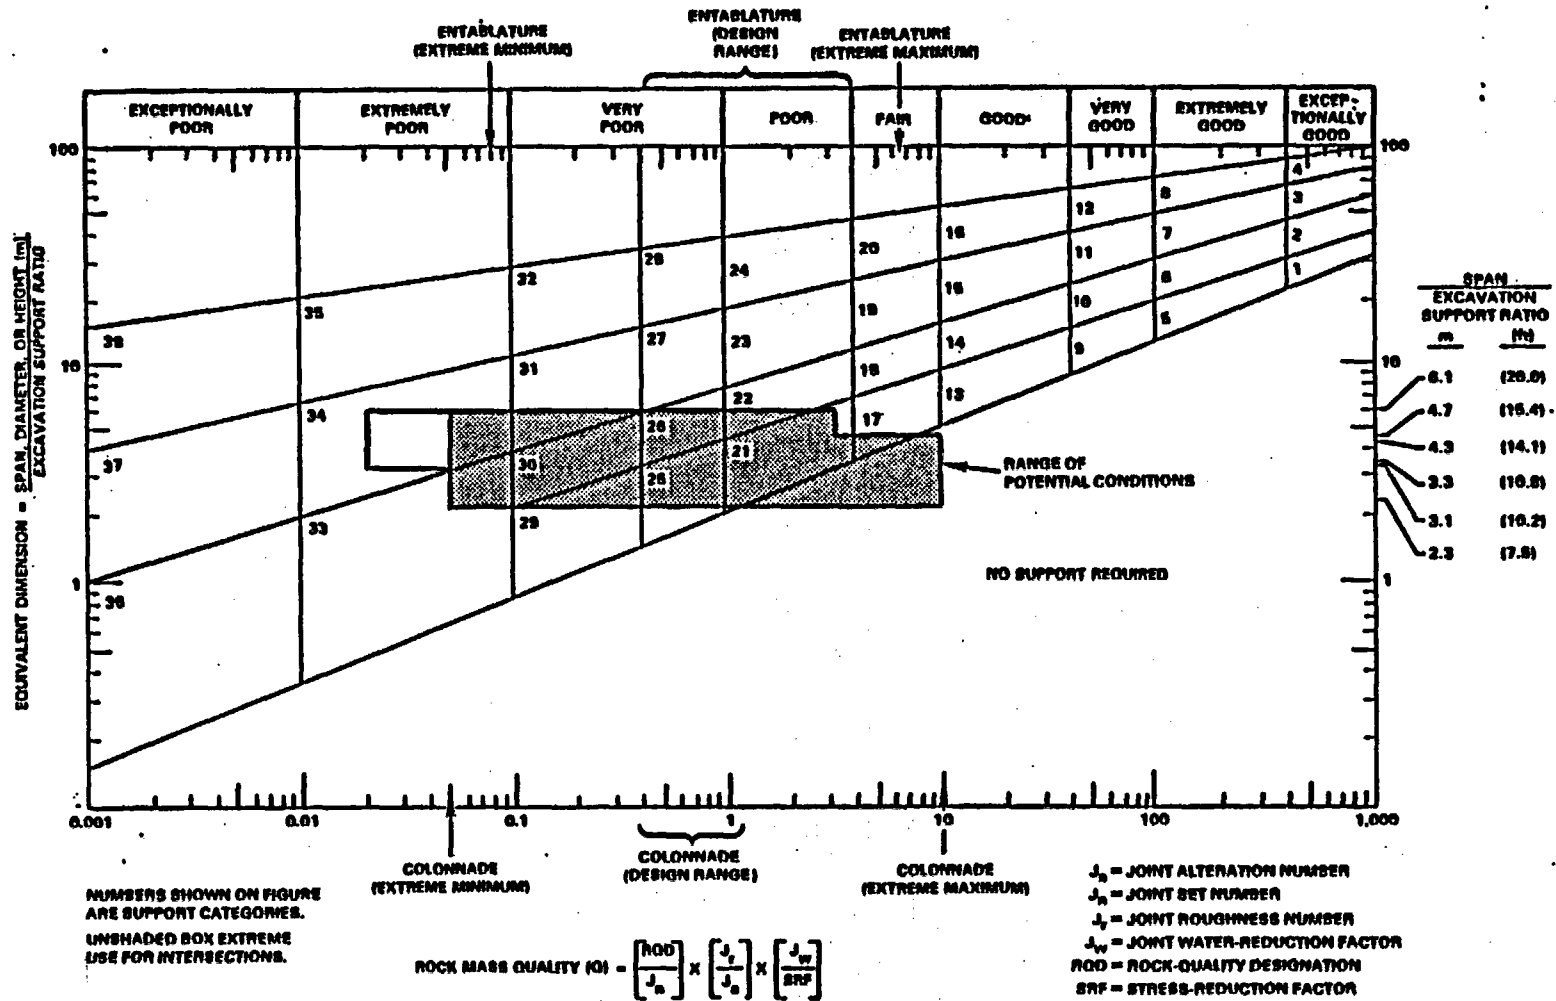 ENTABLATURE
(EXTREME MINIMUM)
ENTABLATURE
(DESIGN
RANGE)
ENTABLATURE
(EXTREME MAXIMUM)
EXCEPTIONALLY
POOR
EXTREMELY
POOR
VERY
POOR
POOR
FAIR
GOOD
VERY
GOOD
EXTREMELY
GOOD
EXCEP-
TIONALLY
GOOD
100
100
10
10
1
1
EQUIVALENT DIMENSION = SPAN, DIAMETER, OR HEIGHT (m)
EXCAVATION SUPPORT RATIO
4
8
3
12
7
16
2
20
11
24
6
1
28
32
15
10
19
5
35
23
14
9
27
38
18
31
13
22
34
17
26
21
37
30
25
29
33
36
RANGE OF
POTENTIAL CONDITIONS
NO SUPPORT REQUIRED
SPAN
EXCAVATION
SUPPORT RATIO
m (ft)
6.1 (20.0)
4.7 (15.4)
4.3 (14.1)
3.3 (10.8)
3.1 (10.2)
2.3 (7.5)
0.001 0.01 0.1 1 10 100 1,000
COLONNADE
(EXTREME MINIMUM)
COLONNADE
(DESIGN RANGE)
COLONNADE
(EXTREME MAXIMUM)
NUMBERS SHOWN ON FIGURE
ARE SUPPORT CATEGORIES.
UNSHADED BOX EXTREME
USE FOR INTERSECTIONS.
ROCK MASS QUALITY (Q) = [RQD / Jn] X [Jr / Ja] X [Jw / SRF]
= JOINT ALTERATION NUMBER
Jn = JOINT SET NUMBER
Jr = JOINT ROUGHNESS NUMBER
Jw = JOINT WATER-REDUCTION FACTOR
RQD = ROCK-QUALITY DESIGNATION
SRF = STRESS-REDUCTION FACTOR